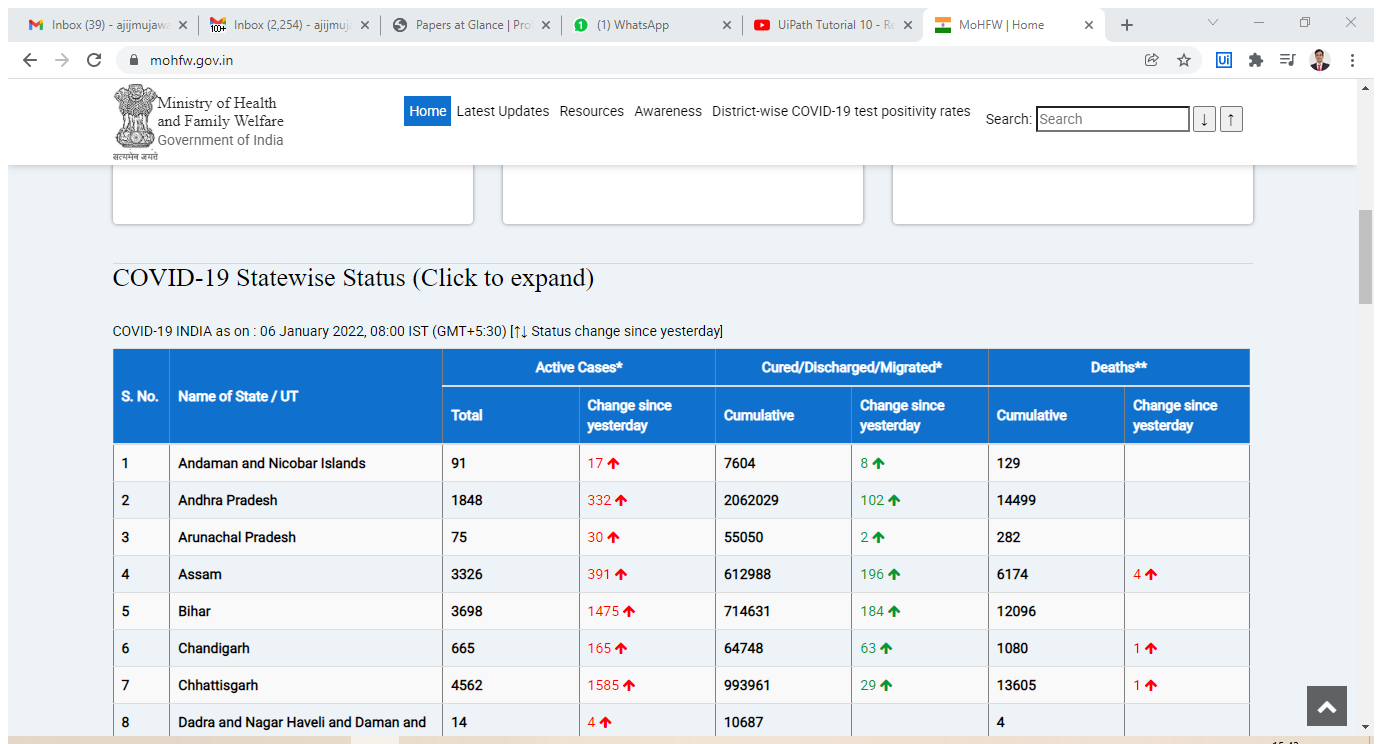 Inbox (39) - ajijmujawa
Inbox (2,254) - ajijmuja
Papers at Glance | Pro
(1) WhatsApp
UiPath Tutorial 10 - Re
MoHFW | Home
mohfw.gov.in
Ui
Ministry of Health
and Family Welfare
Government of India
सत्यमेव जयते
Home Latest Updates Resources Awareness District-wise COVID-19 test positivity rates
Search: Search ↓ ↑
COVID-19 Statewise Status (Click to expand)
COVID-19 INDIA as on : 06 January 2022, 08:00 IST (GMT+5:30) [↑↓ Status change since yesterday]
S. No. Name of State / UT Active Cases* Cured/Discharged/Migrated* Deaths**
Total Change since yesterday Cumulative Change since yesterday Cumulative Change since yesterday
1 Andaman and Nicobar Islands 91 17 ↑ 7604 8 ↑ 129
2 Andhra Pradesh 1848 332 ↑ 2062029 102 ↑ 14499
3 Arunachal Pradesh 75 30 ↑ 55050 2 ↑ 282
4 Assam 3326 391 ↑ 612988 196 ↑ 6174 4 ↑
5 Bihar 3698 1475 ↑ 714631 184 ↑ 12096
6 Chandigarh 665 165 ↑ 64748 63 ↑ 1080 1 ↑
7 Chhattisgarh 4562 1585 ↑ 993961 29 ↑ 13605 1 ↑
8 Dadra and Nagar Haveli and Daman and 14 4 ↑ 10687 4